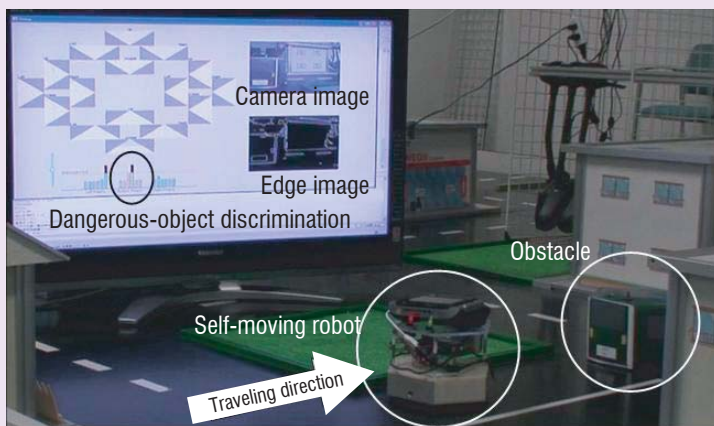 Camera image
Edge image
Dangerous-object discrimination
Obstacle
Self-moving robot
Traveling direction